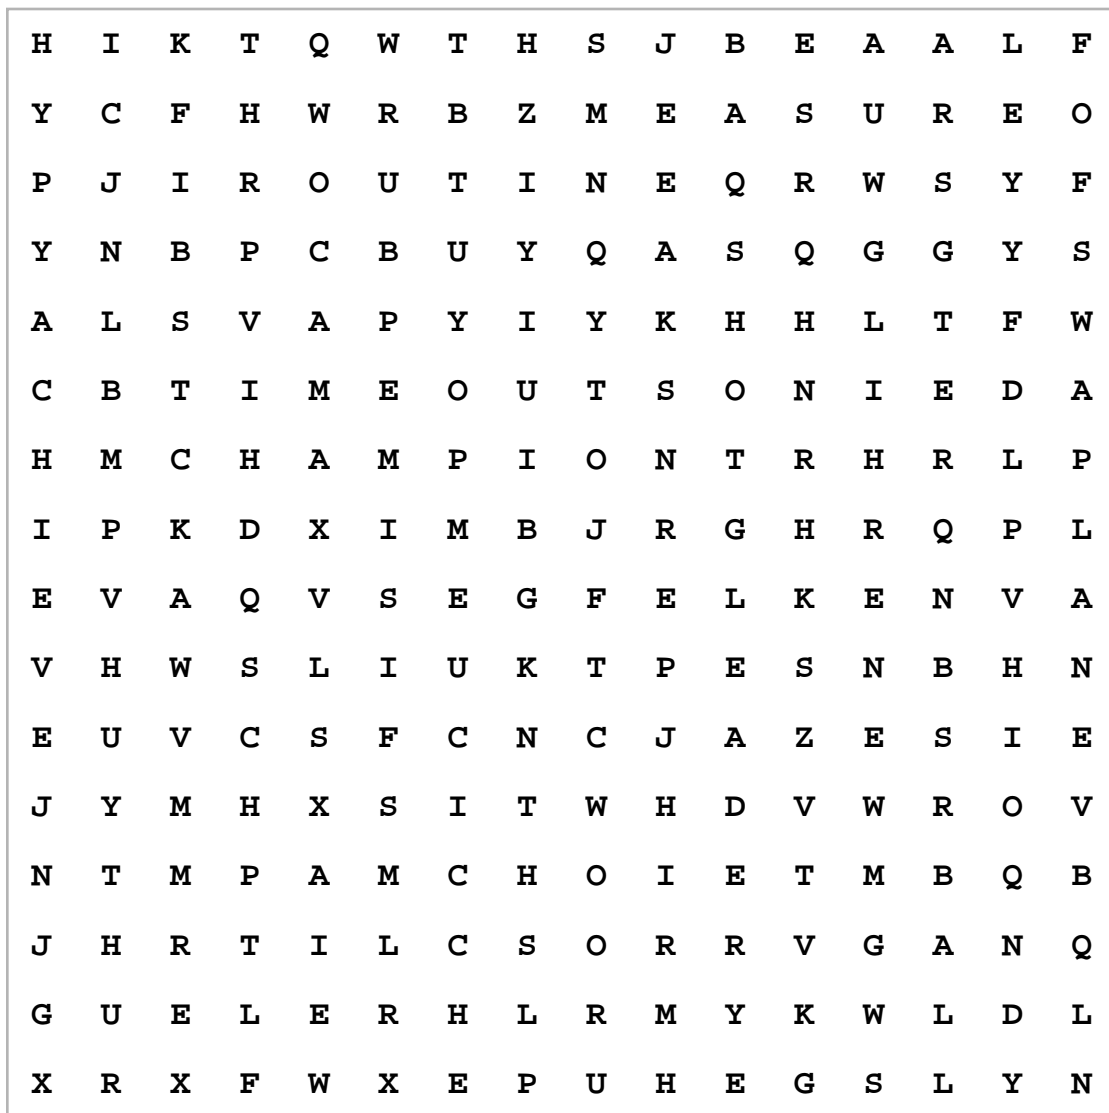 H I K T Q W T H S J B E A A L F
Y C F H W R B Z M E A S U R E O
P J I R O U T I N E Q R W S Y F
Y N B P C B U Y Q A S Q G G Y S
A L S V A P Y I Y K H H L T F W
C B T I M E O U T S O N I E D A
H M C H A M P I O N T R H R L P
I P K D X I M B J R G H R Q P L
E V A Q V S E G F E L K E N V A
V H W S L I U K T P E S N B H N
E U V C S F C N C J A Z E S I E
J Y M H X S I T W H D V W R O V
N T M P A M C H O I E T M B Q B
J H R T I L C S O R R V G A N Q
G U E L E R H L R M Y K W L D L
X R X F W X E P U H E G S L Y N